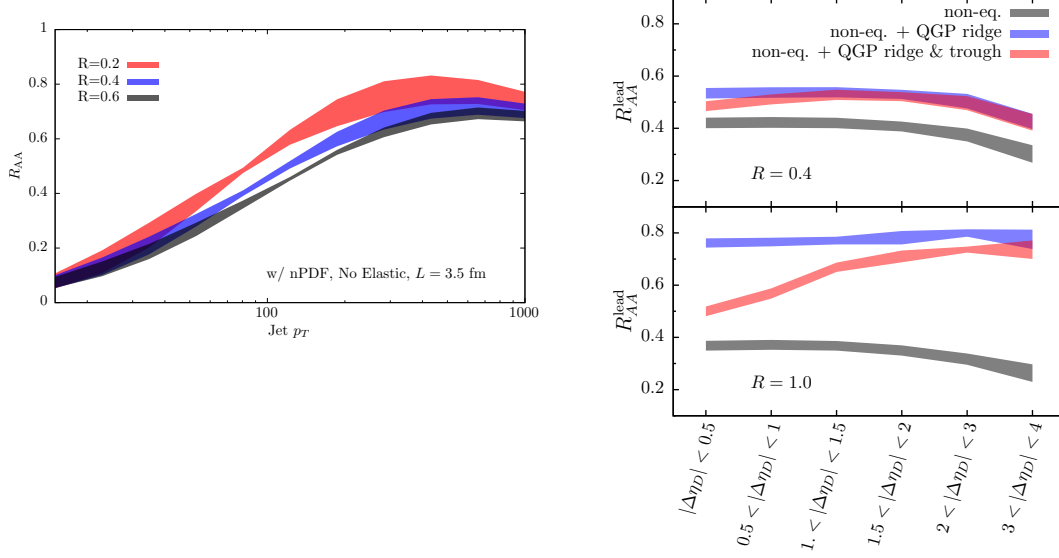 1
0.8
0.6
0.4
0.2
0
R_AA
R=0.2
R=0.4
R=0.6
w/ nPDF, No Elastic, L = 3.5 fm
100
1000
Jet p_T
non-eq.
non-eq. + QGP ridge
non-eq. + QGP ridge & trough
0.8
0.6
0.4
0.2
R_AA^lead
R = 0.4
0.8
0.6
0.4
0.2
R_AA^lead
R = 1.0
|Δη_D| < 0.5
0.5 < |Δη_D| < 1
1. < |Δη_D| < 1.5
1.5 < |Δη_D| < 2
2 < |Δη_D| < 3
3 < |Δη_D| < 4